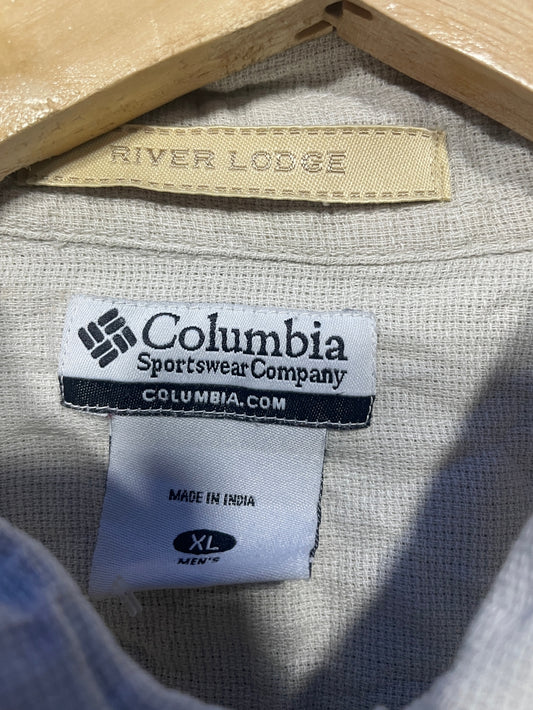 RIVER LODGE
Columbia
Sportswear Company
COLUMBIA.COM
MADE IN INDIA
XL
MEN'S